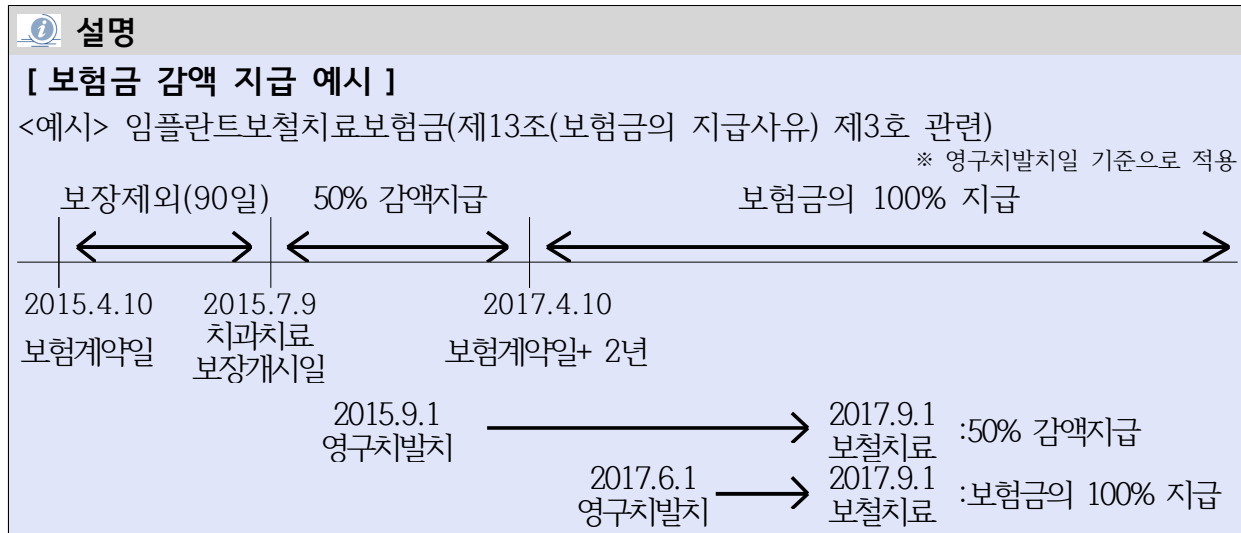 설명
[ 보험금 감액 지급 예시 ]
<예시> 임플란트보철치료보험금(제13조(보험금의 지급사유) 제3호 관련)
※ 영구치발치일 기준으로 적용
보장제외(90일) 50% 감액지급 보험금의 100% 지급
2015.4.10 2015.7.9 2017.4.10
보험계약일 치과치료 보장개시일 보험계약일+ 2년
2015.9.1 영구치발치 2017.9.1 보철치료 :50% 감액지급
2017.6.1 영구치발치 2017.9.1 보철치료 :보험금의 100% 지급